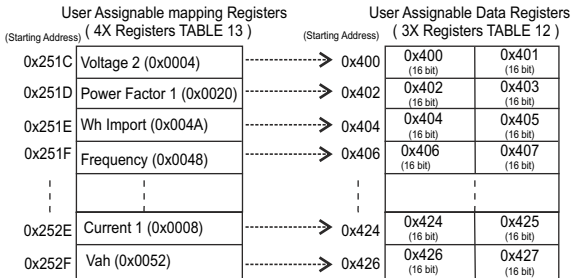 User Assignable mapping Registers
( 4X Registers TABLE 13 )
User Assignable Data Registers
( 3X Registers TABLE 12 )
(Starting Address)
(Starting Address)
0x251C Voltage 2 (0x0004) 0x400 0x400 (16 bit) 0x401 (16 bit)
0x251D Power Factor 1 (0x0020) 0x402 0x402 (16 bit) 0x403 (16 bit)
0x251E Wh Import (0x004A) 0x404 0x404 (16 bit) 0x405 (16 bit)
0x251F Frequency (0x0048) 0x406 0x406 (16 bit) 0x407 (16 bit)
0x252E Current 1 (0x0008) 0x424 0x424 (16 bit) 0x425 (16 bit)
0x252F Vah (0x0052) 0x426 0x426 (16 bit) 0x427 (16 bit)